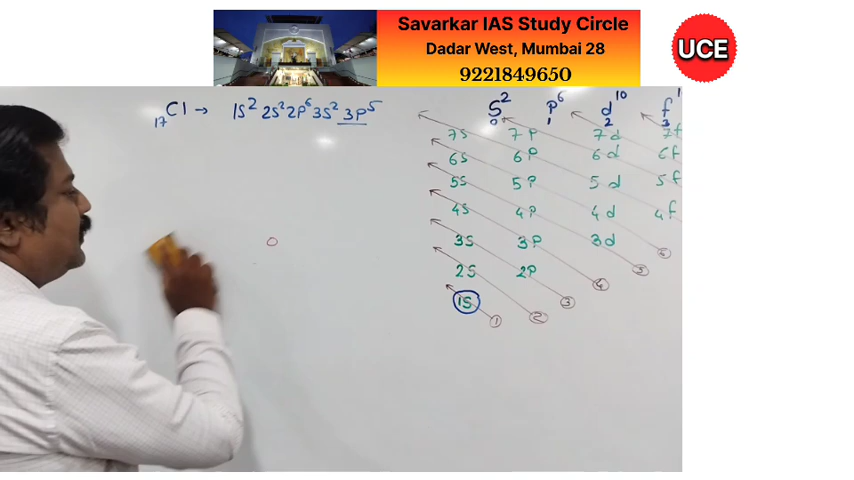 Savarkar IAS Study Circle
Dadar West, Mumbai 28
9221849650
UCE
₁₇Cl → 1S² 2S² 2P⁶ 3S² 3P⁵
S² P⁶ d¹⁰ f¹
0 1 2 3
7S 7P 7d 7f
6S 6P 6d 6f
5S 5P 5d 5f
4S 4P 4d 4f
3S 3P 3d
2S 2P
1S
1 2 3 4 5 6